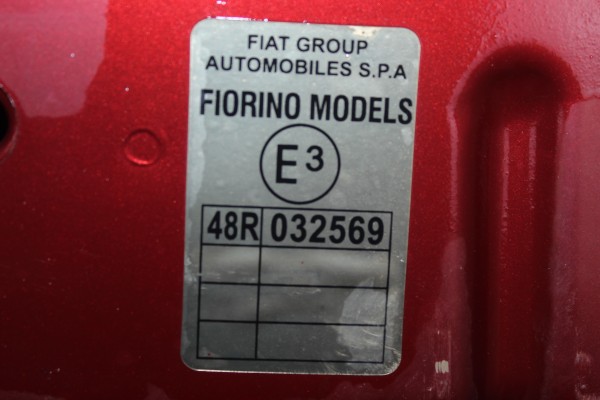 FIAT GROUP
AUTOMOBILES S.P.A
FIORINO MODELS
E3
48R 032569